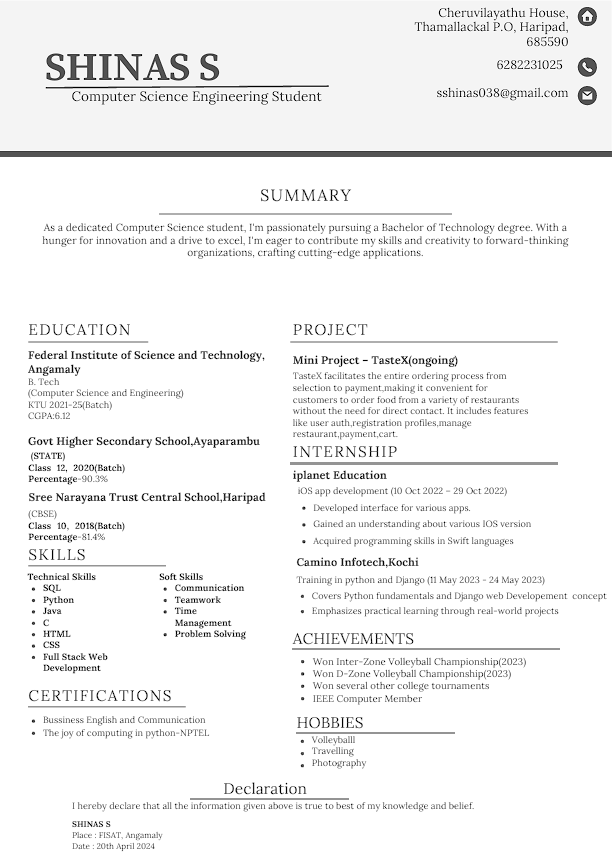 Cheruvilayathu House,
Thamallackal P.O, Haripad,
685590
SHINAS S
6282231025
Computer Science Engineering Student
sshinas038@gmail.com
SUMMARY
As a dedicated Computer Science student, I'm passionately pursuing a Bachelor of Technology degree. With a
hunger for innovation and a drive to excel, I'm eager to contribute my skills and creativity to forward-thinking
organizations, crafting cutting-edge applications.
EDUCATION
Federal Institute of Science and Technology,
Angamaly
B. Tech
(Computer Science and Engineering)
KTU 2021-25(Batch)
CGPA:6.12
Govt Higher Secondary School,Ayaparambu
(STATE)
Class 12, 2020(Batch)
Percentage-90.3%
Sree Narayana Trust Central School,Haripad
(CBSE)
Class 10, 2018(Batch)
Percentage-81.4%
SKILLS
Technical Skills
• SQL
• Python
• Java
• C
• HTML
• CSS
• Full Stack Web
Development
Soft Skills
• Communication
• Teamwork
• Time
Management
• Problem Solving
CERTIFICATIONS
• Bussiness English and Communication
• The joy of computing in python-NPTEL
PROJECT
Mini Project – TasteX(ongoing)
TasteX facilitates the entire ordering process from
selection to payment,making it convenient for
customers to order food from a variety of restaurants
without the need for direct contact. It includes features
like user auth,registration profiles,manage
restaurant,payment,cart.
INTERNSHIP
iplanet Education
iOS app development (10 Oct 2022 – 29 Oct 2022)
• Developed interface for various apps.
• Gained an understanding about various IOS version
• Acquired programming skills in Swift languages
Camino Infotech,Kochi
Training in python and Django (11 May 2023 - 24 May 2023)
• Covers Python fundamentals and Django web Developement concept
• Emphasizes practical learning through real-world projects
ACHIEVEMENTS
• Won Inter-Zone Volleyball Championship(2023)
• Won D-Zone Volleyball Championship(2023)
• Won several other college tournaments
• IEEE Computer Member
HOBBIES
• Volleyballl
• Travelling
• Photography
Declaration
I hereby declare that all the information given above is true to best of my knowledge and belief.
SHINAS S
Place : FISAT, Angamaly
Date : 20th April 2024